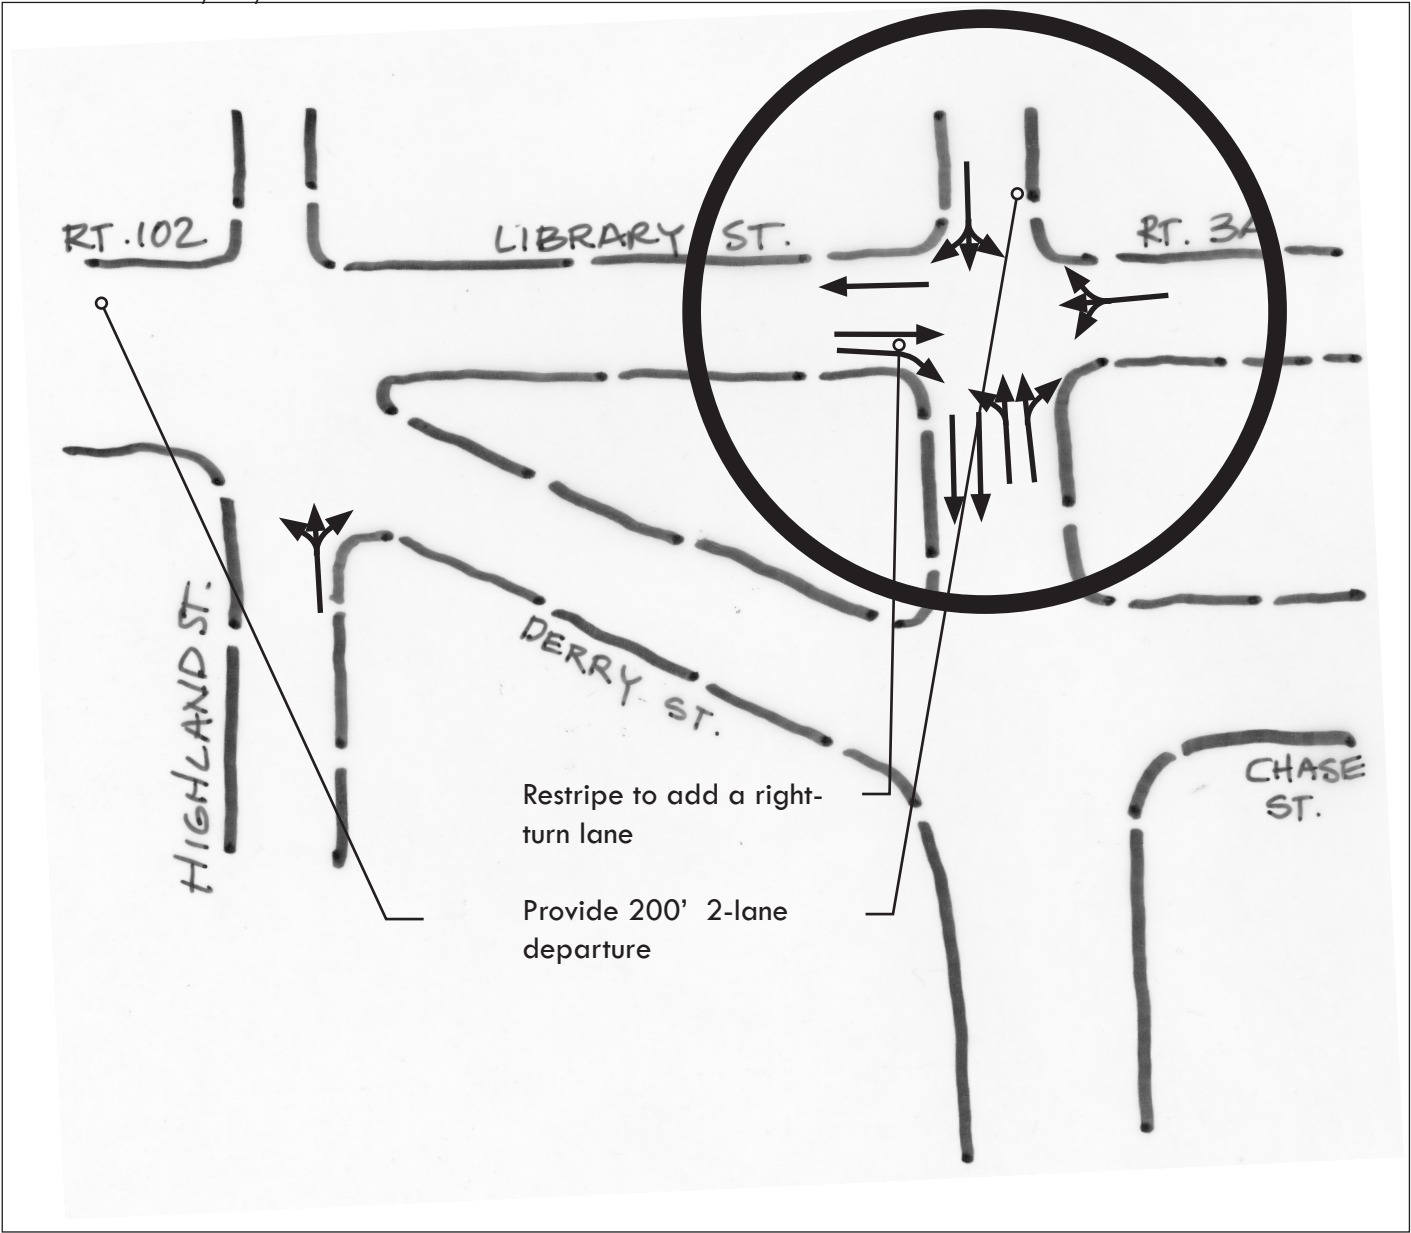 RT. 102
LIBRARY ST.
RT. 3A
HIGHLAND ST.
DERRY ST.
CHASE
ST.
Restripe to add a right-
turn lane
Provide 200’ 2-lane
departure